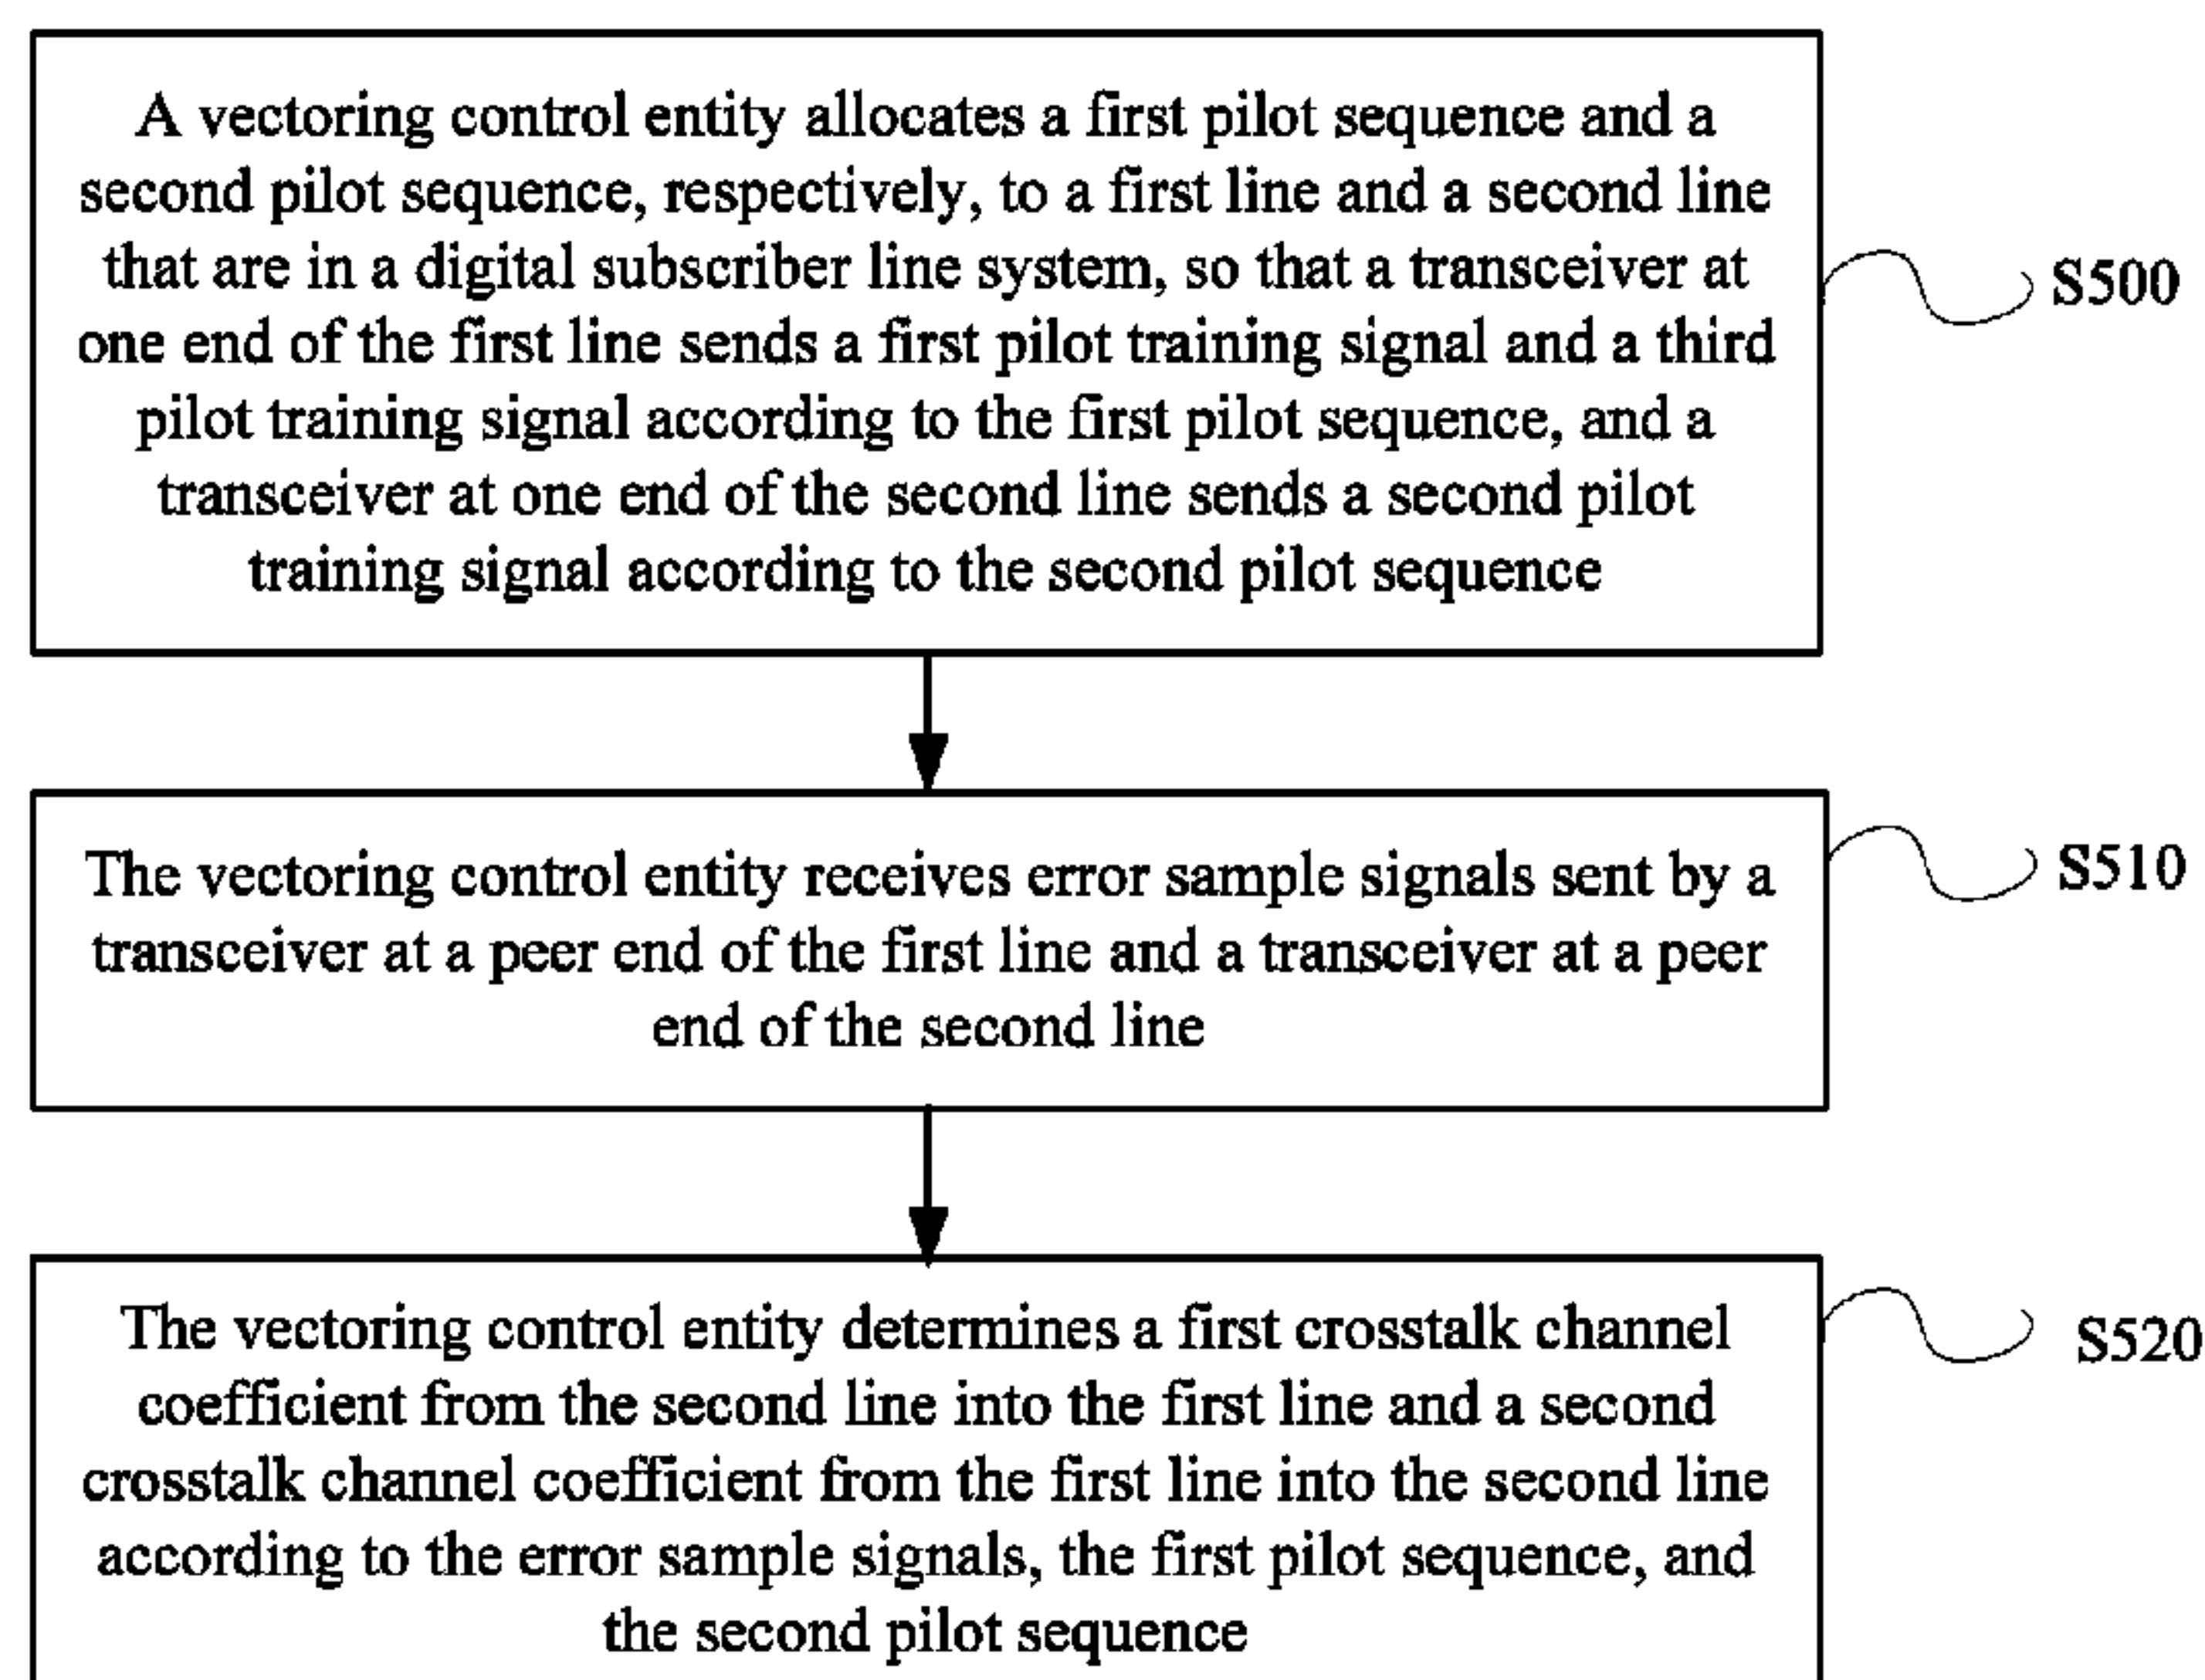 A vectoring control entity allocates a first pilot sequence and a
second pilot sequence, respectively, to a first line and a second line
that are in a digital subscriber line system, so that a transceiver at
one end of the first line sends a first pilot training signal and a third
pilot training signal according to the first pilot sequence, and a
transceiver at one end of the second line sends a second pilot
training signal according to the second pilot sequence
S500
The vectoring control entity receives error sample signals sent by a
transceiver at a peer end of the first line and a transceiver at a peer
end of the second line
S510
The vectoring control entity determines a first crosstalk channel
coefficient from the second line into the first line and a second
crosstalk channel coefficient from the first line into the second line
according to the error sample signals, the first pilot sequence, and
the second pilot sequence
S520